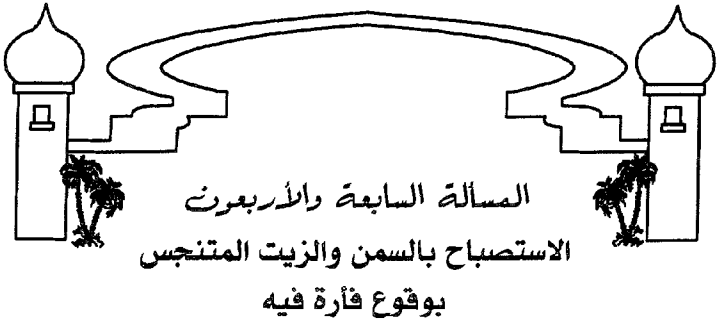 المسألة السابعة والأربعون
الاستصباح بالسمن والزيت المتنجس
بوقوع فأرة فيه